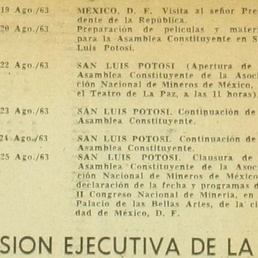 19 Ago./63 MEXICO, D. F. Visita al señor Pre
dente de la República.
20 Ago./63 Preparación de películas y mater
para la Asamblea Constituyente en S
Luis Potosí.
22 Ago./63 SAN LUIS POTOSI (Apertura de
Asamblea Constituyente de la Asoc
ción Nacional de Mineros de México,
el Teatro de La Paz, a las 11 horas)
23 Ago./63 SAN LUIS POTOSI. Continuación de
Asamblea Constituyente.
24 Ago./63 SAN LUIS POTOSI. Continuación de
Asamblea Constituyente.
25 Ago./63 SAN LUIS POTOSI. Clausura de
Asamblea Constituyente de la Asoc
ción Nacional de Mineros de México
declaración de la fecha y programas d
II Congreso Nacional de Minería, en
Palacio de las Bellas Artes, de la ci
dad de México, D. F.
SION EJECUTIVA DE LA